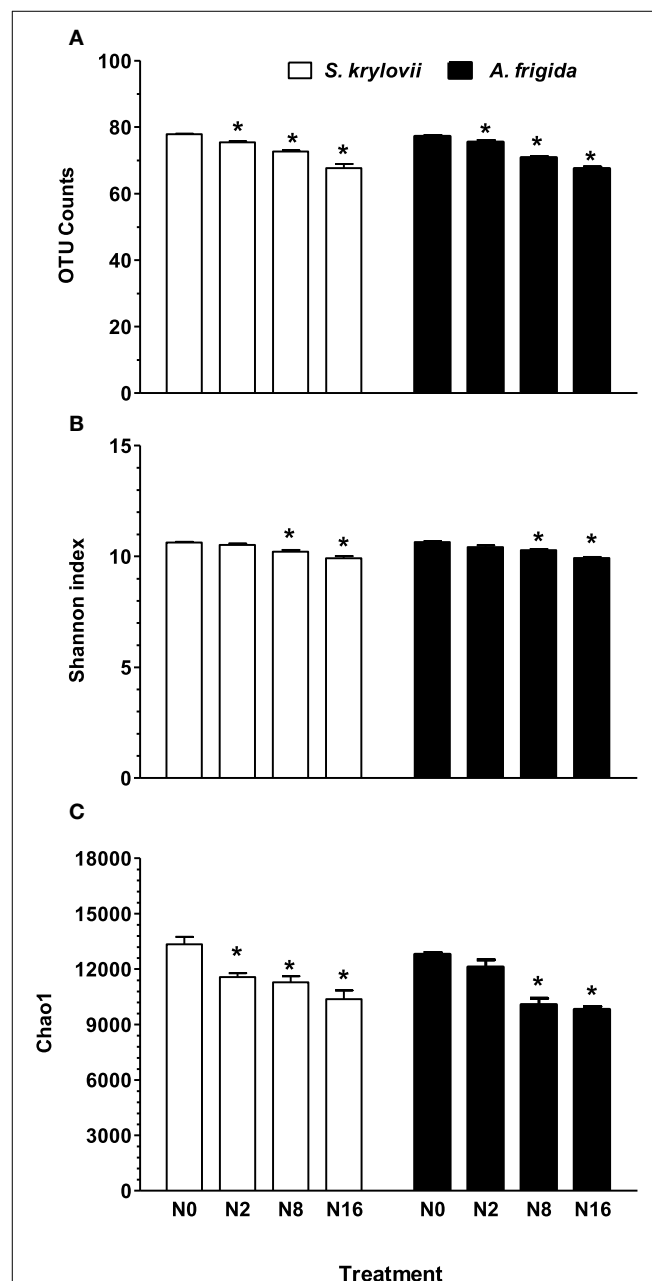 A
S. krylovii
A. frigida
100
80
60
40
20
0
OTU Counts
* * * * * *
B
15
10
5
0
Shannon index
* * * *
C
18000
15000
12000
9000
6000
3000
0
Chao1
* * * * *
N0 N2 N8 N16 N0 N2 N8 N16
Treatment